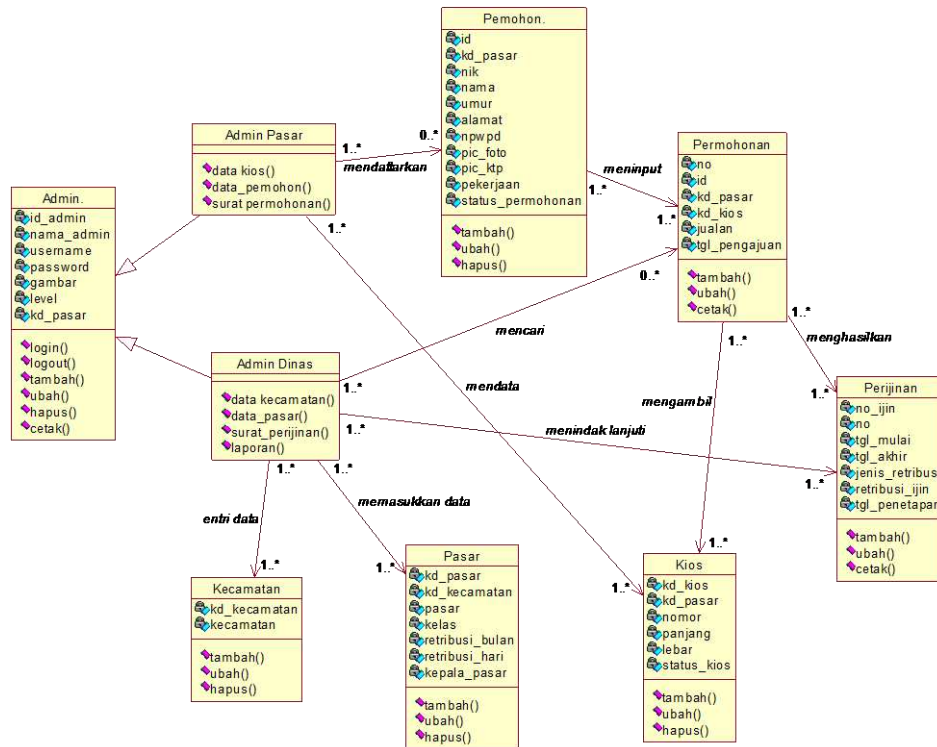 Pemohon.
id
kd_pasar
nik
nama
umur
alamat
npwpd
pic_foto
pic_ktp
pekerjaan
status_permohonan
tambah()
ubah()
hapus()
Admin Pasar
data kios()
data_pemohon()
surat permohonan()
1..*
0..*
mendaftarkan
1..*
meninput
1..*
1..*
Permohonan
no
id
kd_pasar
kd_kios
jualan
tgl_pengajuan
tambah()
ubah()
cetak()
Admin.
id_admin
nama_admin
username
password
gambar
level
kd_pasar
login()
logout()
tambah()
ubah()
hapus()
cetak()
0..*
mencari
1..*
1..*
1..*
menghasilkan
1..*
Admin Dinas
data kecamatan()
data_pasar()
surat_perijinan()
laporan()
1..*
1..*
1..*
1..*
mendata
mengambil
menindak lanjuti
1..*
Perijinan
no_ijin
no
tgl_mulai
tgl_akhir
jenis_retribus
retribusi_ijin
tgl_penetapan
tambah()
ubah()
cetak()
entri data
1..*
memasukkan data
1..*
1..*
1..*
Kecamatan
kd_kecamatan
kecamatan
tambah()
ubah()
hapus()
Pasar
kd_pasar
kd_kecamatan
pasar
kelas
retribusi_bulan
retribusi_hari
kepala_pasar
tambah()
ubah()
hapus()
Kios
kd_kios
kd_pasar
nomor
panjang
lebar
status_kios
tambah()
ubah()
hapus()